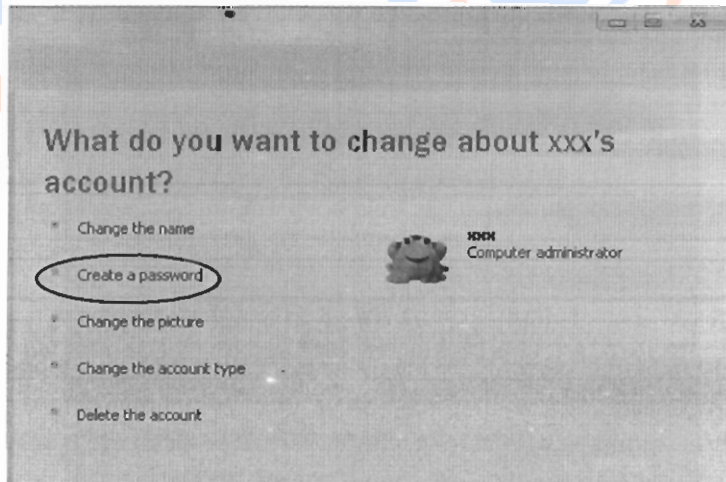 What do you want to change about xxx's
account?
Change the name
xxx
Computer administrator
Create a password
Change the picture
Change the account type
Delete the account